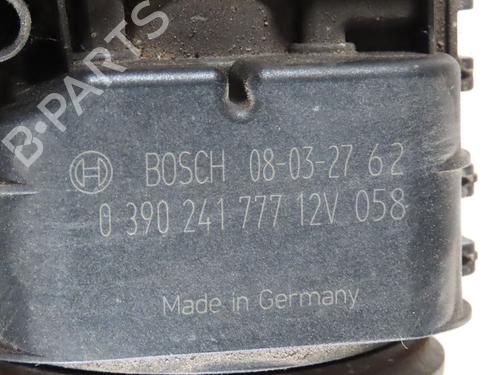 B-PARTS
BOSCH 08-03-27 62
0 390 241 777 12V 058
Made in Germany